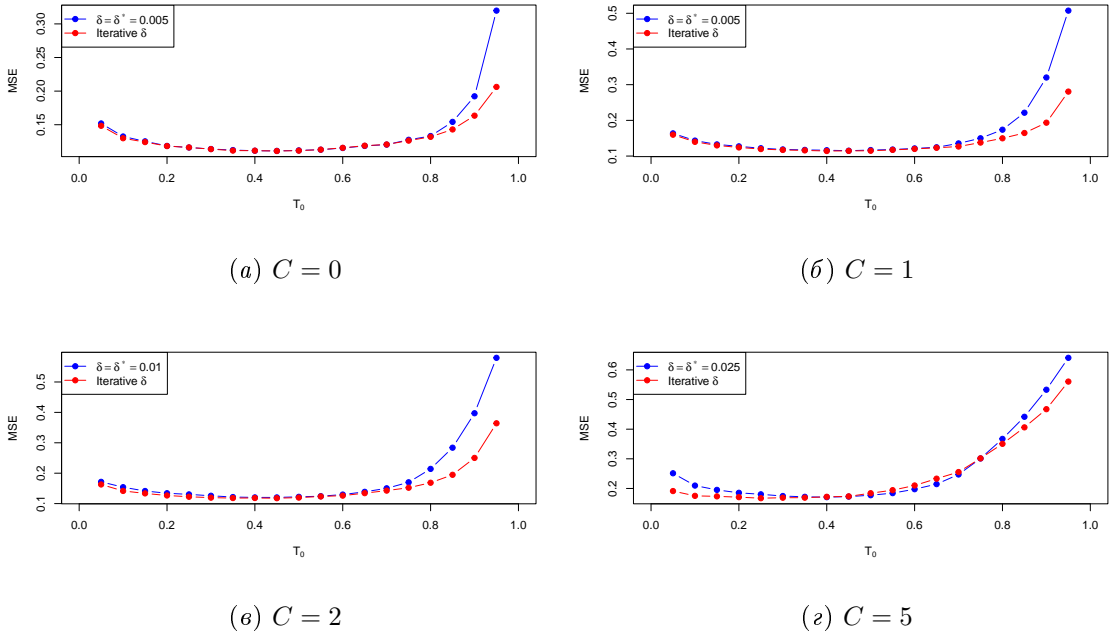 δ = δ* = 0.005
Iterative δ
MSE
0.15 0.20 0.25 0.30
0.0 0.2 0.4 0.6 0.8 1.0
T₀
(а) C = 0
δ = δ* = 0.005
Iterative δ
MSE
0.1 0.2 0.3 0.4 0.5
0.0 0.2 0.4 0.6 0.8 1.0
T₀
(б) C = 1
δ = δ* = 0.01
Iterative δ
MSE
0.1 0.2 0.3 0.4 0.5
0.0 0.2 0.4 0.6 0.8 1.0
T₀
(в) C = 2
δ = δ* = 0.025
Iterative δ
MSE
0.2 0.3 0.4 0.5 0.6
0.0 0.2 0.4 0.6 0.8 1.0
T₀
(г) C = 5